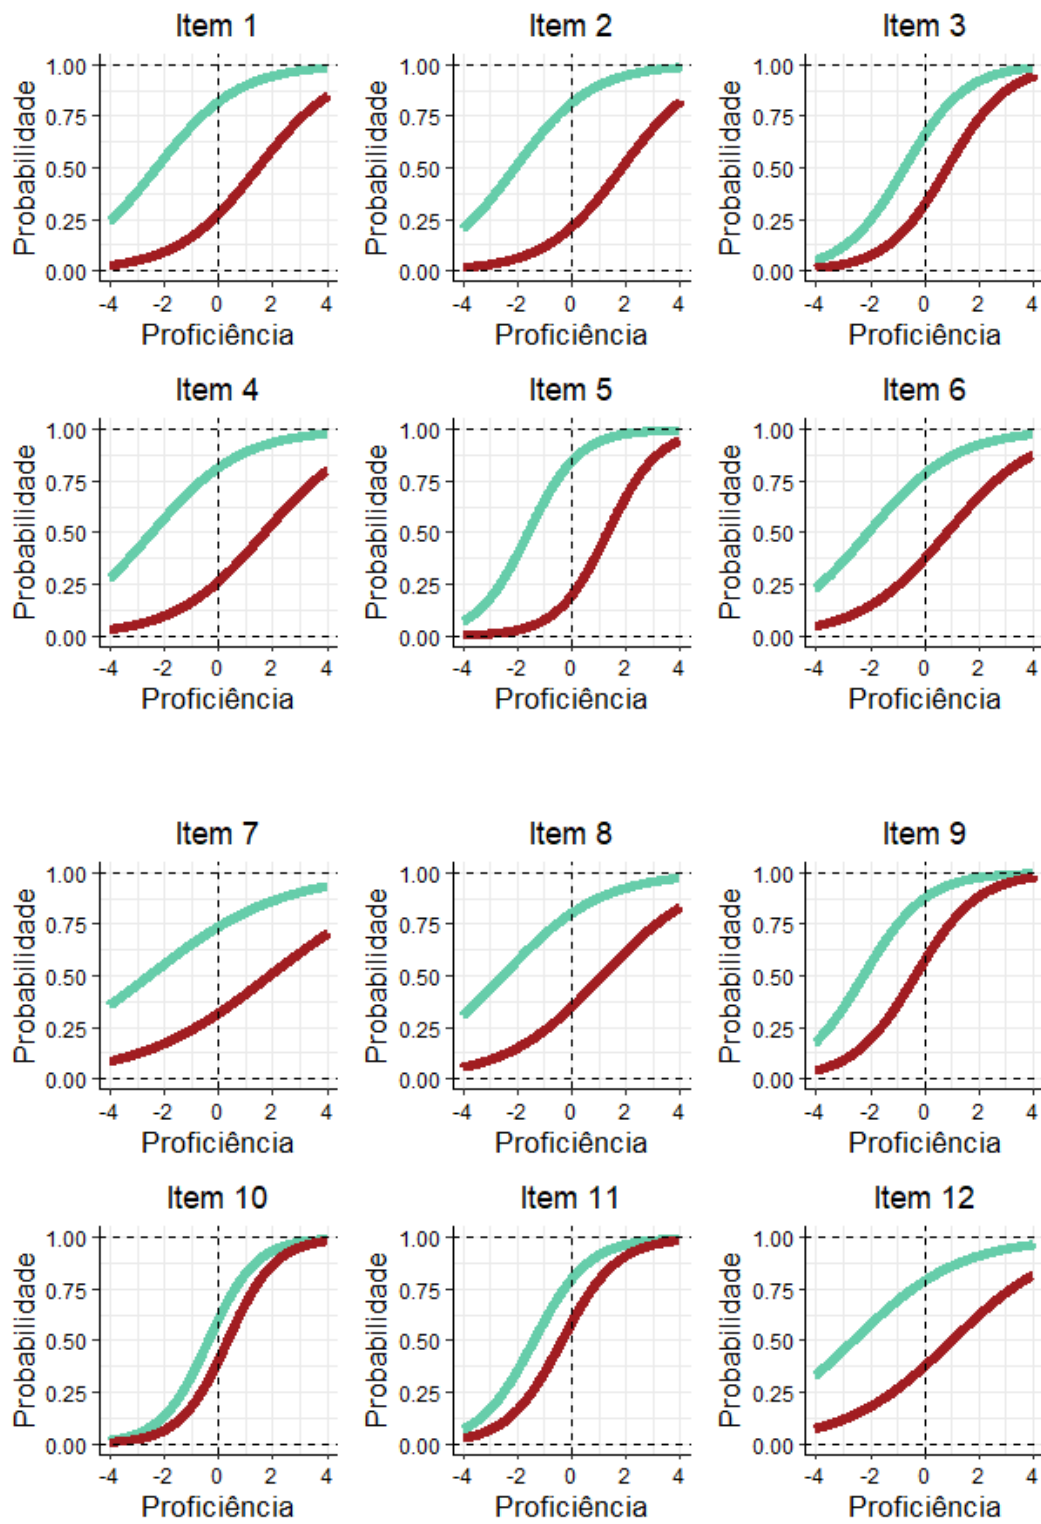 Item 1
Probabilidade
1.00
0.75
0.50
0.25
0.00
-4 -2 0 2 4
Proficiência
Item 2
Probabilidade
1.00
0.75
0.50
0.25
0.00
-4 -2 0 2 4
Proficiência
Item 3
Probabilidade
1.00
0.75
0.50
0.25
0.00
-4 -2 0 2 4
Proficiência
Item 4
Probabilidade
1.00
0.75
0.50
0.25
0.00
-4 -2 0 2 4
Proficiência
Item 5
Probabilidade
1.00
0.75
0.50
0.25
0.00
-4 -2 0 2 4
Proficiência
Item 6
Probabilidade
1.00
0.75
0.50
0.25
0.00
-4 -2 0 2 4
Proficiência
Item 7
Probabilidade
1.00
0.75
0.50
0.25
0.00
-4 -2 0 2 4
Proficiência
Item 8
Probabilidade
1.00
0.75
0.50
0.25
0.00
-4 -2 0 2 4
Proficiência
Item 9
Probabilidade
1.00
0.75
0.50
0.25
0.00
-4 -2 0 2 4
Proficiência
Item 10
Probabilidade
1.00
0.75
0.50
0.25
0.00
-4 -2 0 2 4
Proficiência
Item 11
Probabilidade
1.00
0.75
0.50
0.25
0.00
-4 -2 0 2 4
Proficiência
Item 12
Probabilidade
1.00
0.75
0.50
0.25
0.00
-4 -2 0 2 4
Proficiência